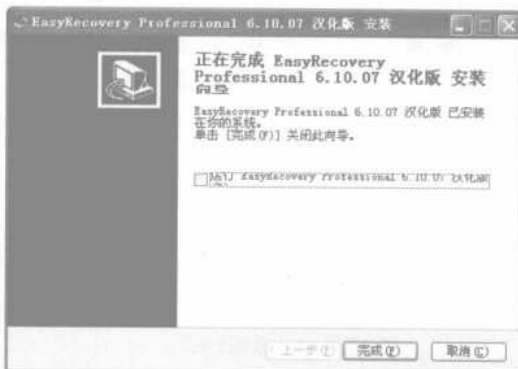 EasyRecovery Professional 6.10.07 汉化版 安装
正在完成 EasyRecovery
Professional 6.10.07 汉化版 安装
向导
EasyRecovery Professional 6.10.07 汉化版 已安装
在你的系统。
单击 [完成(F)] 关闭此向导。
运行 EasyRecovery Professional 6.10.07 汉化版
上一步(P)
完成(F)
取消(C)